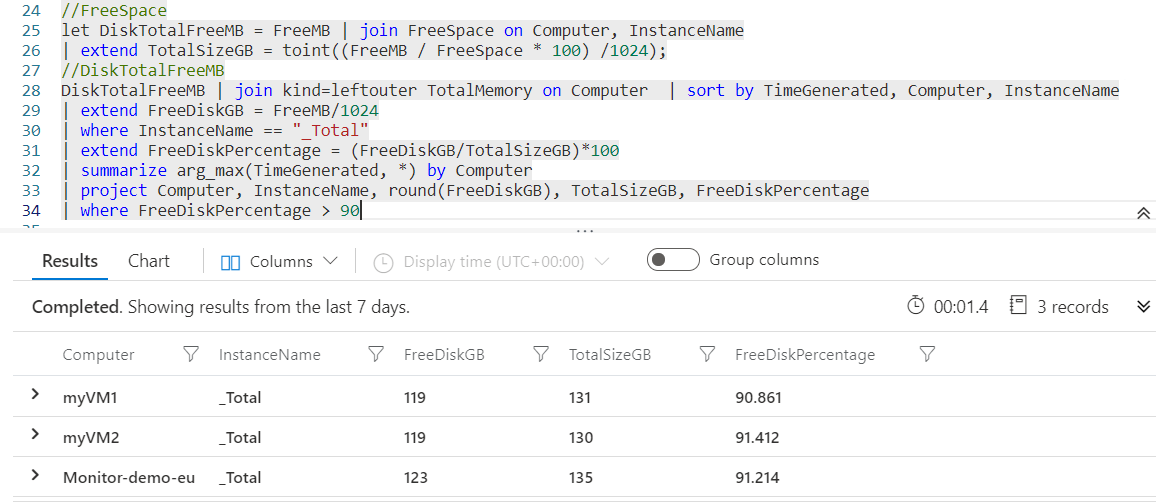 24 //FreeSpace
25 let DiskTotalFreeMB = FreeMB | join FreeSpace on Computer, InstanceName
26 | extend TotalSizeGB = toint((FreeMB / FreeSpace * 100) /1024);
27 //DiskTotalFreeMB
28 DiskTotalFreeMB | join kind=leftouter TotalMemory on Computer  | sort by TimeGenerated, Computer, InstanceName
29 | extend FreeDiskGB = FreeMB/1024
30 | where InstanceName == "_Total"
31 | extend FreeDiskPercentage = (FreeDiskGB/TotalSizeGB)*100
32 | summarize arg_max(TimeGenerated, *) by Computer
33 | project Computer, InstanceName, round(FreeDiskGB), TotalSizeGB, FreeDiskPercentage
34 | where FreeDiskPercentage > 90
35
Results Chart Columns Display time (UTC+00:00) Group columns
Completed. Showing results from the last 7 days. 00:01.4 3 records
Computer InstanceName FreeDiskGB TotalSizeGB FreeDiskPercentage
myVM1 _Total 119 131 90.861
myVM2 _Total 119 130 91.412
Monitor-demo-eu _Total 123 135 91.214